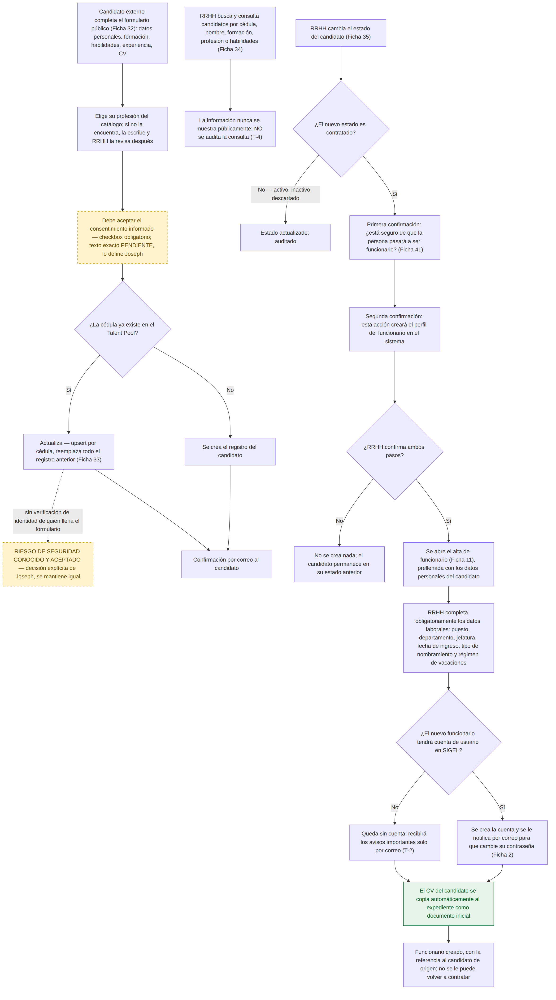 Candidato externo
completa el formulario
público (Ficha 32): datos
personales, formación,
habilidades, experiencia,
CV
RRHH busca y consulta
candidatos por cédula,
nombre, formación,
profesión o habilidades
(Ficha 34)
RRHH cambia el estado
del candidato (Ficha 35)
Elige su profesión del
catálogo; si no la
encuentra, la escribe y
RRHH la revisa después
La información nunca se
muestra públicamente; NO
se audita la consulta (T-4)
¿El nuevo estado es
contratado?
No — activo, inactivo,
descartado
Sí
Debe aceptar el
consentimiento informado
— checkbox obligatorio;
texto exacto PENDIENTE,
lo define Joseph
Estado actualizado;
auditado
Primera confirmación:
¿está seguro de que la
persona pasará a ser
funcionario? (Ficha 41)
¿La cédula ya existe en el
Talent Pool?
Segunda confirmación:
esta acción creará el perfil
del funcionario en el
sistema
Sí
No
Actualiza — upsert por
cédula, reemplaza todo el
registro anterior (Ficha 33)
Se crea el registro del
candidato
¿RRHH confirma ambos
pasos?
sin verificación de
identidad de quien llena el
formulario
No
Sí
RIESGO DE SEGURIDAD
CONOCIDO Y ACEPTADO
— decisión explícita de
Joseph, se mantiene igual
Confirmación por correo al
candidato
No se crea nada; el
candidato permanece en
su estado anterior
Se abre el alta de
funcionario (Ficha 11),
prellenada con los datos
personales del candidato
RRHH completa
obligatoriamente los datos
laborales: puesto,
departamento, jefatura,
fecha de ingreso, tipo de
nombramiento y régimen
de vacaciones
¿El nuevo funcionario
tendrá cuenta de usuario
en SIGEL?
No
Sí
Queda sin cuenta: recibirá
los avisos importantes solo
por correo (T-2)
Se crea la cuenta y se le
notifica por correo para
que cambie su contraseña
(Ficha 2)
El CV del candidato se
copia automáticamente al
expediente como
documento inicial
Funcionario creado, con la
referencia al candidato de
origen; no se le puede
volver a contratar